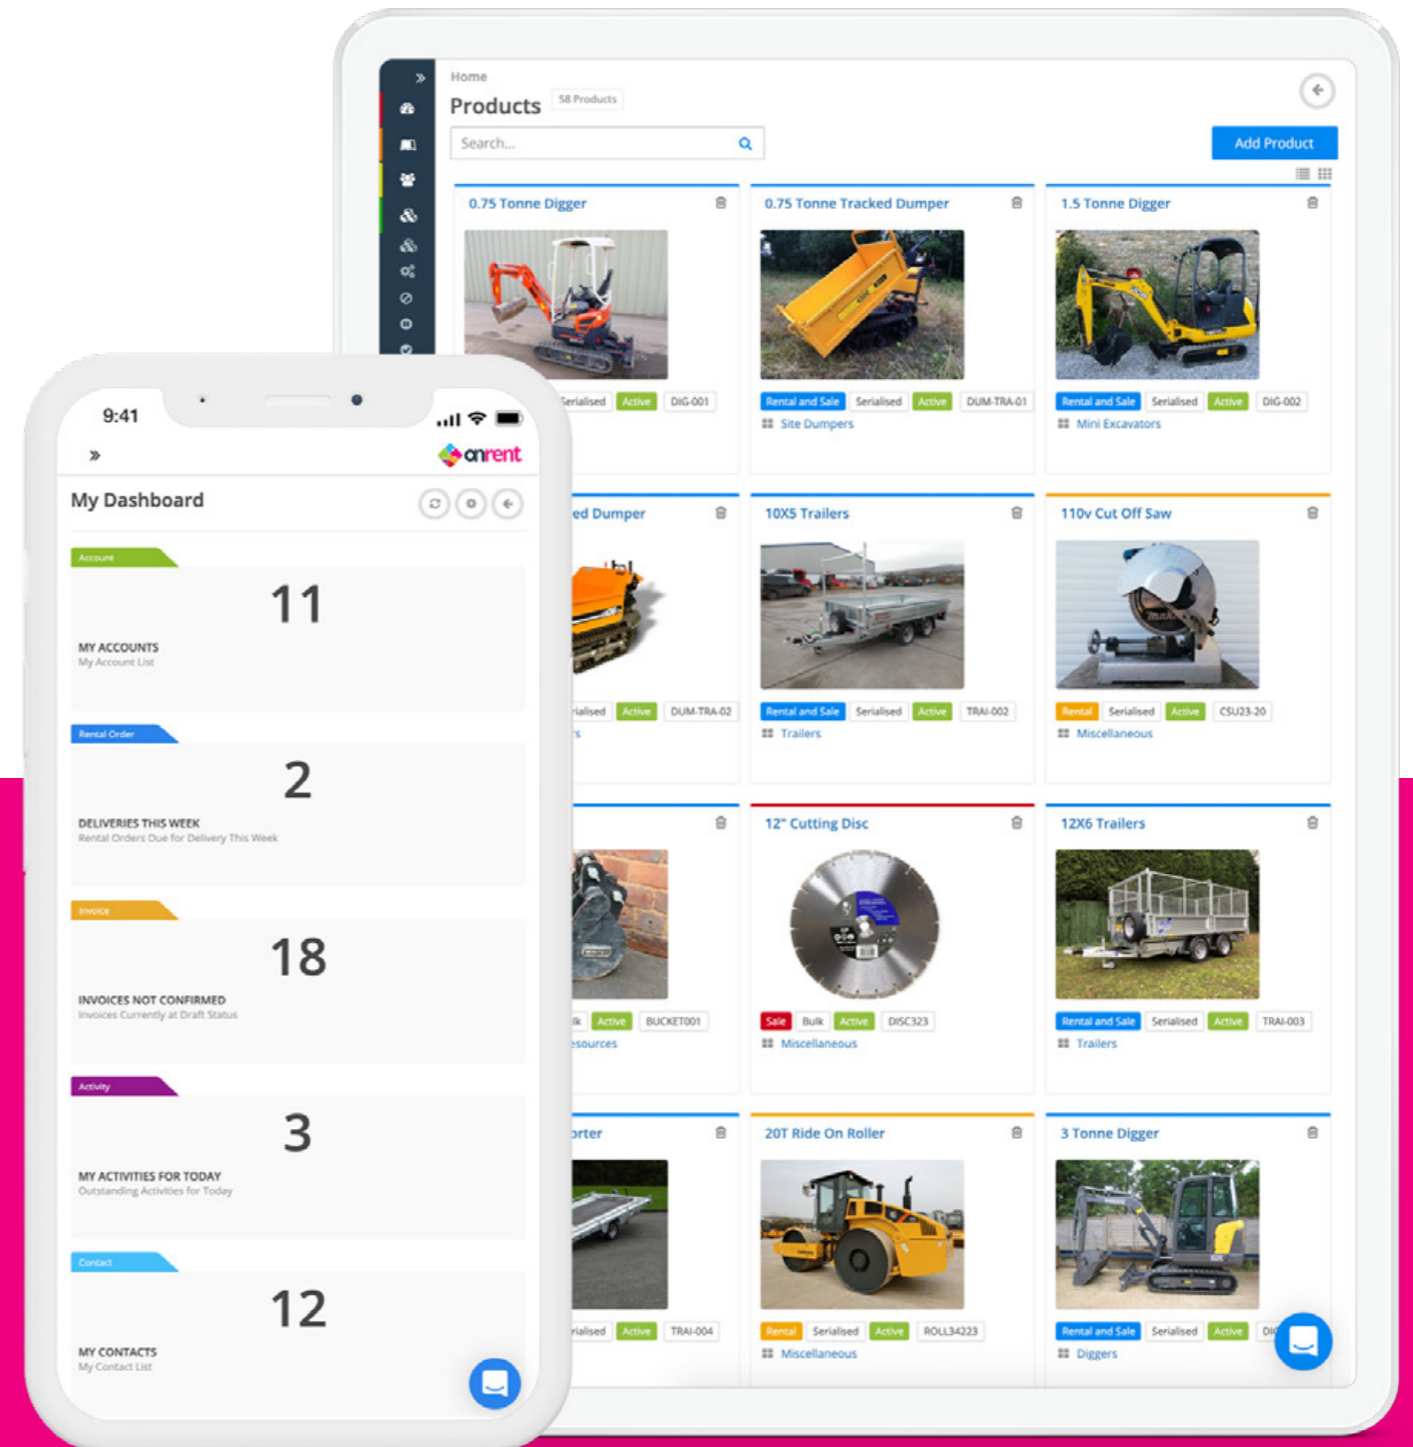 Home
Products
58 Products
Search...
Add Product
0.75 Tonne Digger
0.75 Tonne Tracked Dumper
1.5 Tonne Digger
Serialised Active DIG-001
Rental and Sale Serialised Active DUM-TRA-01
Site Dumpers
Rental and Sale Serialised Active DIG-002
Mini Excavators
ed Dumper
10X5 Trailers
110v Cut Off Saw
rialised Active DUM-TRA-02
rs
Rental and Sale Serialised Active TRAI-002
Trailers
Rental Serialised Active CSU23-20
Miscellaneous
12" Cutting Disc
12X6 Trailers
lk Active BUCKET001
esources
Sale Bulk Active DISC323
Miscellaneous
Rental and Sale Serialised Active TRAI-003
Trailers
orter
20T Ride On Roller
3 Tonne Digger
rialised Active TRAI-004
Rental Serialised Active ROLL34223
Miscellaneous
Rental and Sale Serialised Active
Diggers
9:41
onrent
My Dashboard
Account
11
MY ACCOUNTS
My Account List
Rental Order
2
DELIVERIES THIS WEEK
Rental Orders Due for Delivery This Week
Invoice
18
INVOICES NOT CONFIRMED
Invoices Currently at Draft Status
Activity
3
MY ACTIVITIES FOR TODAY
Outstanding Activities for Today
Contact
12
MY CONTACTS
My Contact List